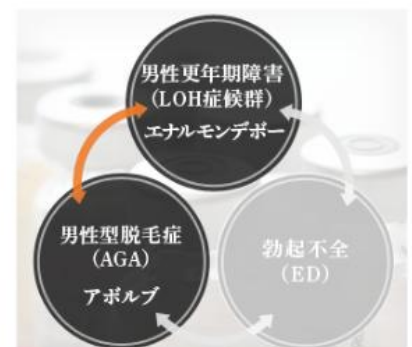 男性更年期障害
(LOH症候群)
エナルモンデポー
男性型脱毛症
(AGA)
アボルブ
勃起不全
(ED)